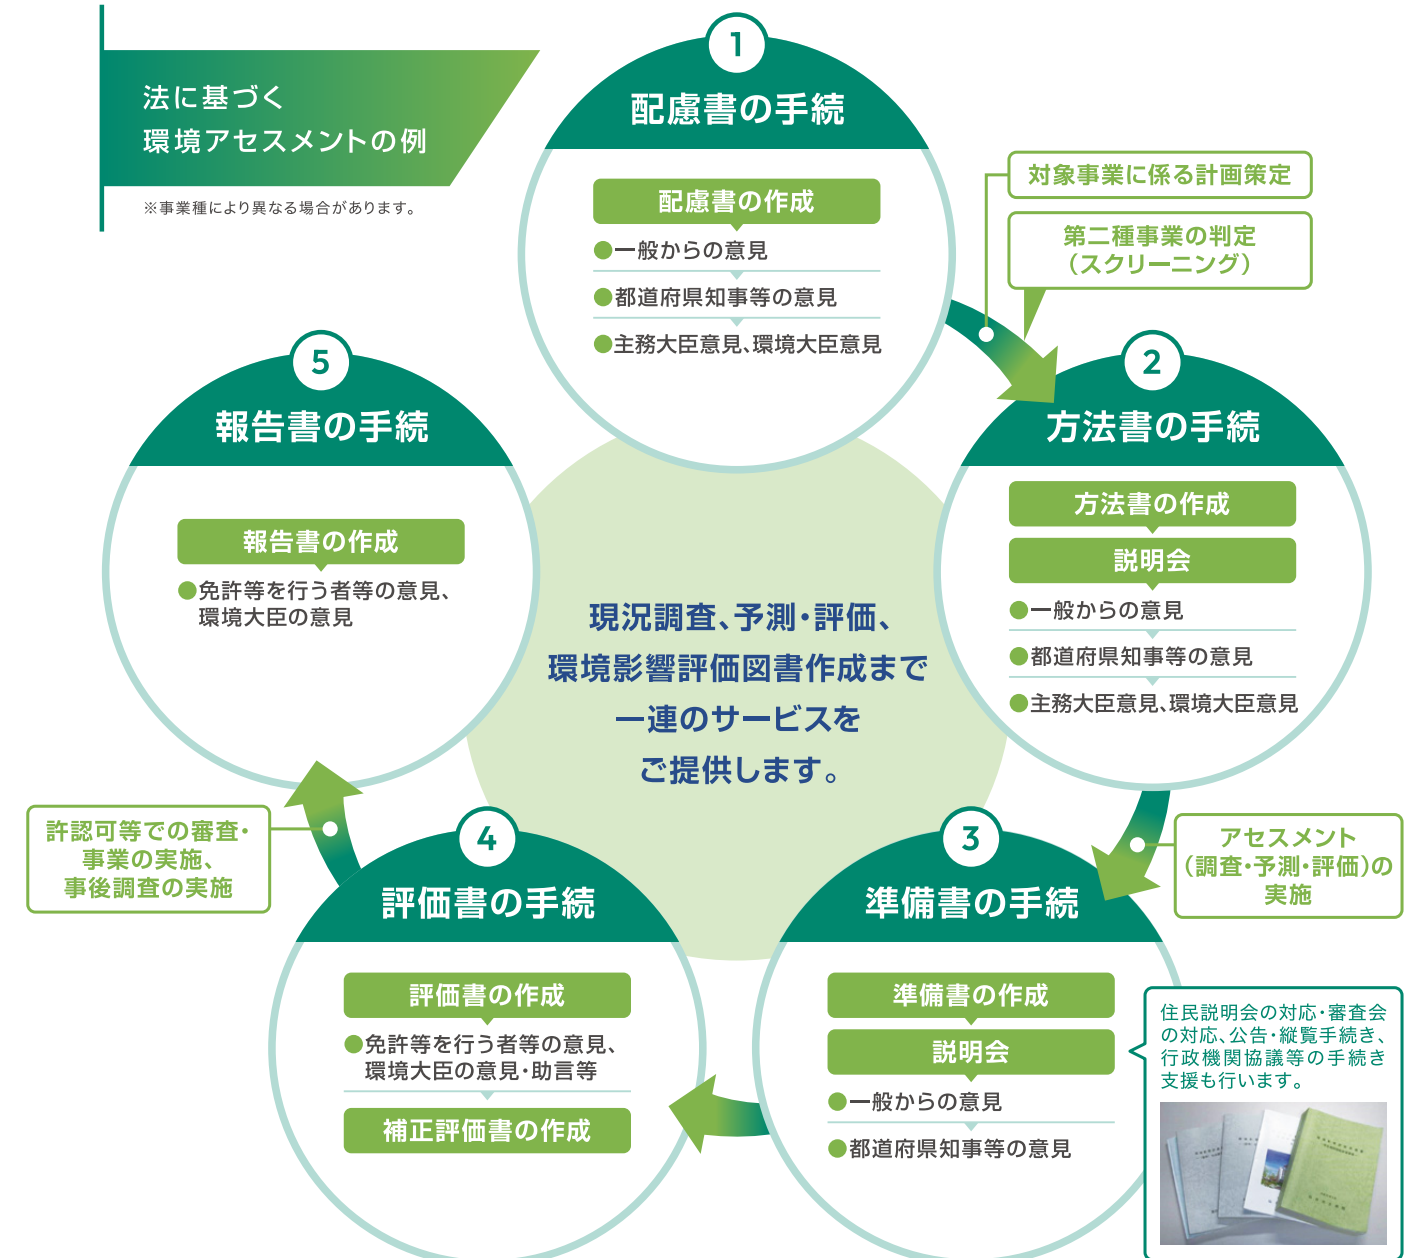 法に基づく
環境アセスメントの例
※事業種により異なる場合があります。
1
配慮書の手続
配慮書の作成
●一般からの意見
●都道府県知事等の意見
●主務大臣意見、環境大臣意見
対象事業に係る計画策定
第二種事業の判定
(スクリーニング)
2
方法書の手続
方法書の作成
説明会
●一般からの意見
●都道府県知事等の意見
●主務大臣意見、環境大臣意見
アセスメント
(調査・予測・評価)の
実施
3
準備書の手続
準備書の作成
説明会
●一般からの意見
●都道府県知事等の意見
住民説明会の対応・審査会
の対応、公告・縦覧手続き、
行政機関協議等の手続き
支援も行います。
4
評価書の手続
評価書の作成
●免許等を行う者等の意見、
環境大臣の意見・助言等
補正評価書の作成
許認可等での審査・
事業の実施、
事後調査の実施
5
報告書の手続
報告書の作成
●免許等を行う者等の意見、
環境大臣の意見
現況調査、予測・評価、
環境影響評価図書作成まで
一連のサービスを
ご提供します。